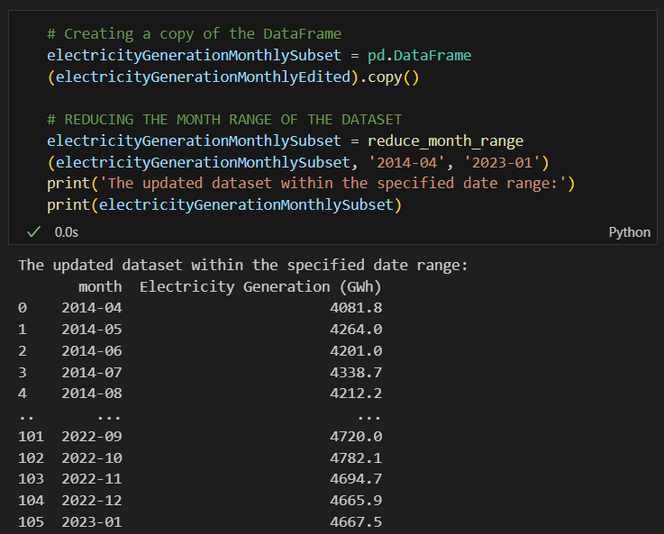 # Creating a copy of the DataFrame
electricityGenerationMonthlySubset = pd.DataFrame
(electricityGenerationMonthlyEdited).copy()
# REDUCING THE MONTH RANGE OF THE DATASET
electricityGenerationMonthlySubset = reduce_month_range
(electricityGenerationMonthlySubset, '2014-04', '2023-01')
print('The updated dataset within the specified date range:')
print(electricityGenerationMonthlySubset)
✓ 0.0s Python
The updated dataset within the specified date range:
month Electricity Generation (GWh)
0 2014-04 4081.8
1 2014-05 4264.0
2 2014-06 4201.0
3 2014-07 4338.7
4 2014-08 4212.2
.. ... ...
101 2022-09 4720.0
102 2022-10 4782.1
103 2022-11 4694.7
104 2022-12 4665.9
105 2023-01 4667.5